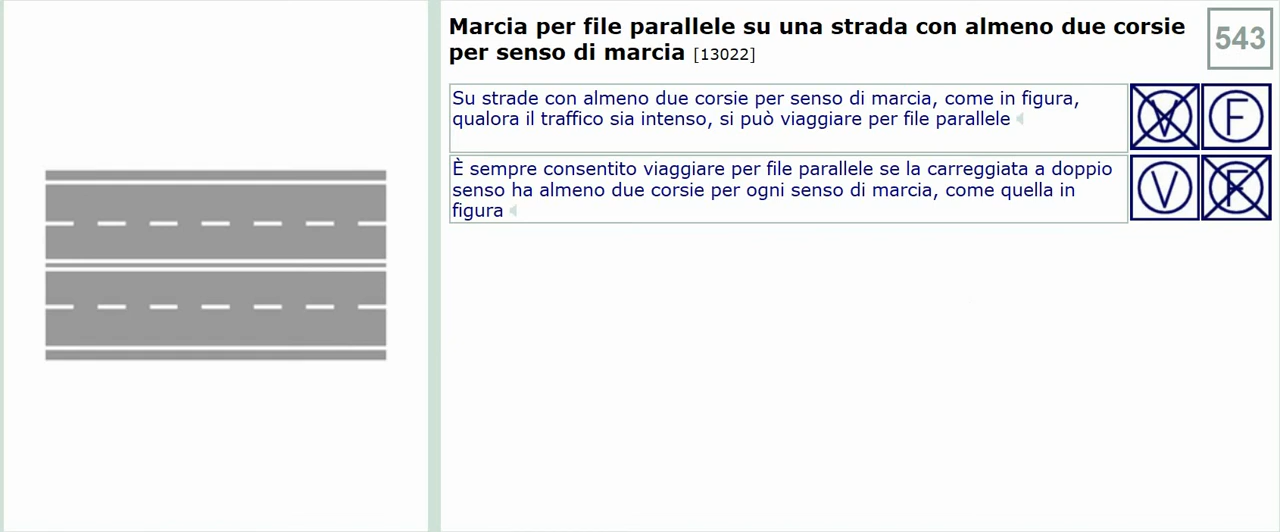 Marcia per file parallele su una strada con almeno due corsie
per senso di marcia [13022]
543
Su strade con almeno due corsie per senso di marcia, come in figura,
qualora il traffico sia intenso, si può viaggiare per file parallele
V F
È sempre consentito viaggiare per file parallele se la carreggiata a doppio
senso ha almeno due corsie per ogni senso di marcia, come quella in
figura
V F